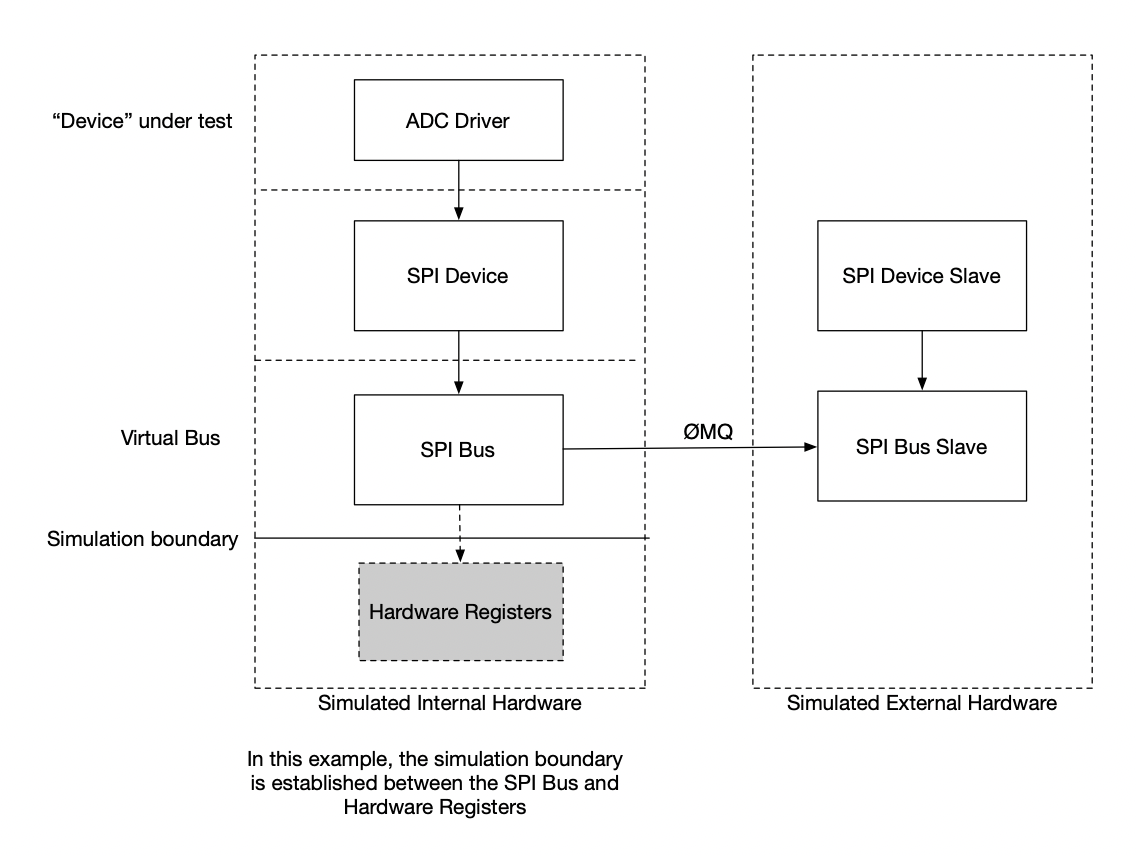 “Device” under test
ADC Driver
SPI Device
SPI Device Slave
Virtual Bus
SPI Bus
ØMQ
SPI Bus Slave
Simulation boundary
Hardware Registers
Simulated Internal Hardware
Simulated External Hardware
In this example, the simulation boundary
is established between the SPI Bus and
Hardware Registers